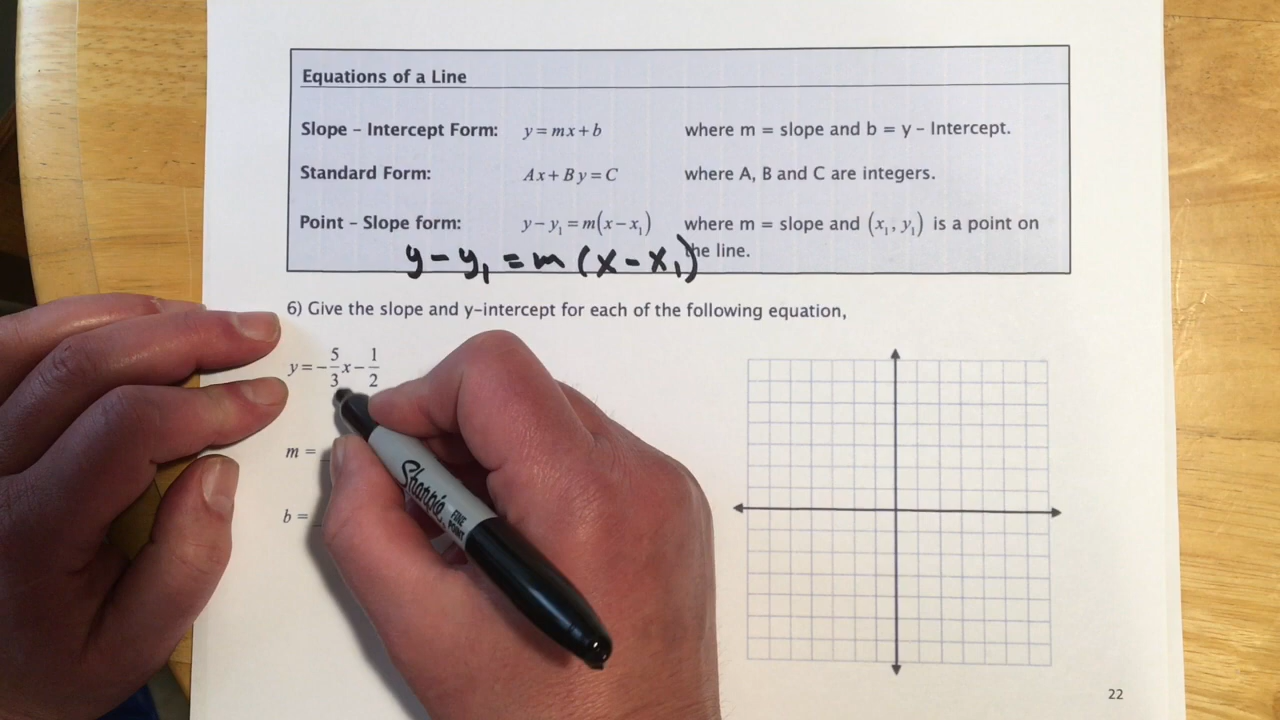 Equations of a Line
Slope – Intercept Form: y = mx + b where m = slope and b = y – Intercept.
Standard Form: Ax + By = C where A, B and C are integers.
Point – Slope form: y − y₁ = m(x − x₁) where m = slope and (x₁, y₁) is a point on
the line.
y − y₁ = m (x − x₁)
6) Give the slope and y-intercept for each of the following equation,
y = −5/3 x − 1/2
m =
b =
Sharpie
FINE
POINT
22